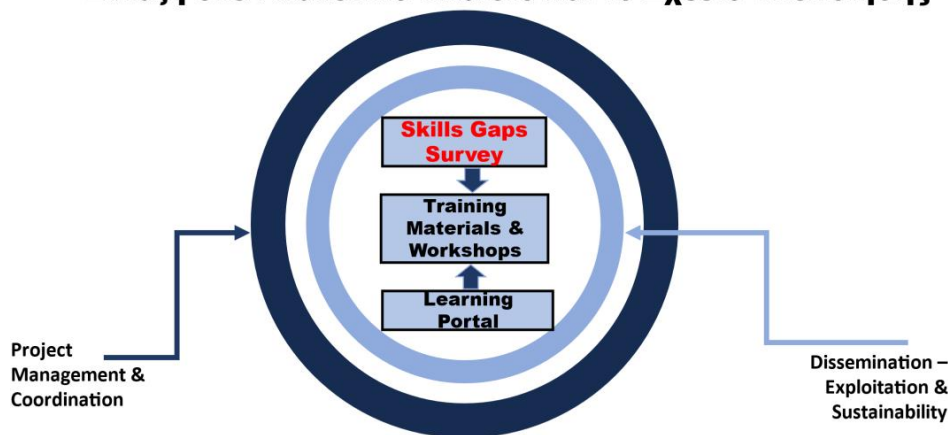 Skills Gaps
Survey
Training
Materials &
Workshops
Learning
Portal
Project
Management &
Coordination
Dissemination –
Exploitation &
Sustainability